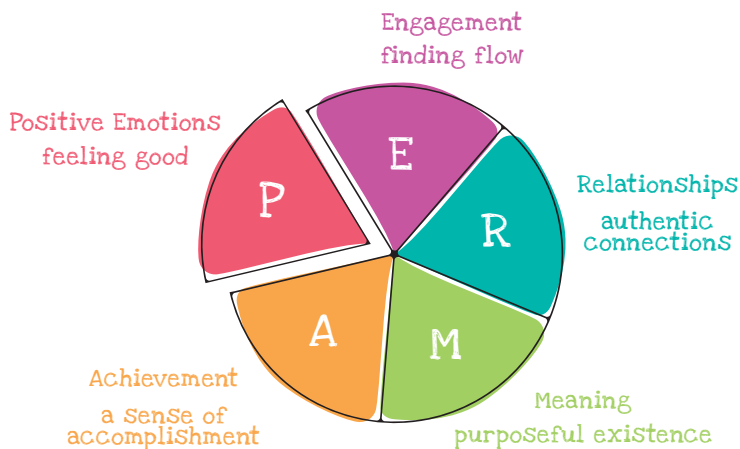 Engagement
finding flow
Positive Emotions
feeling good
P
E
Relationships
authentic
connections
R
A
M
Achievement
a sense of
accomplishment
Meaning
purposeful existence